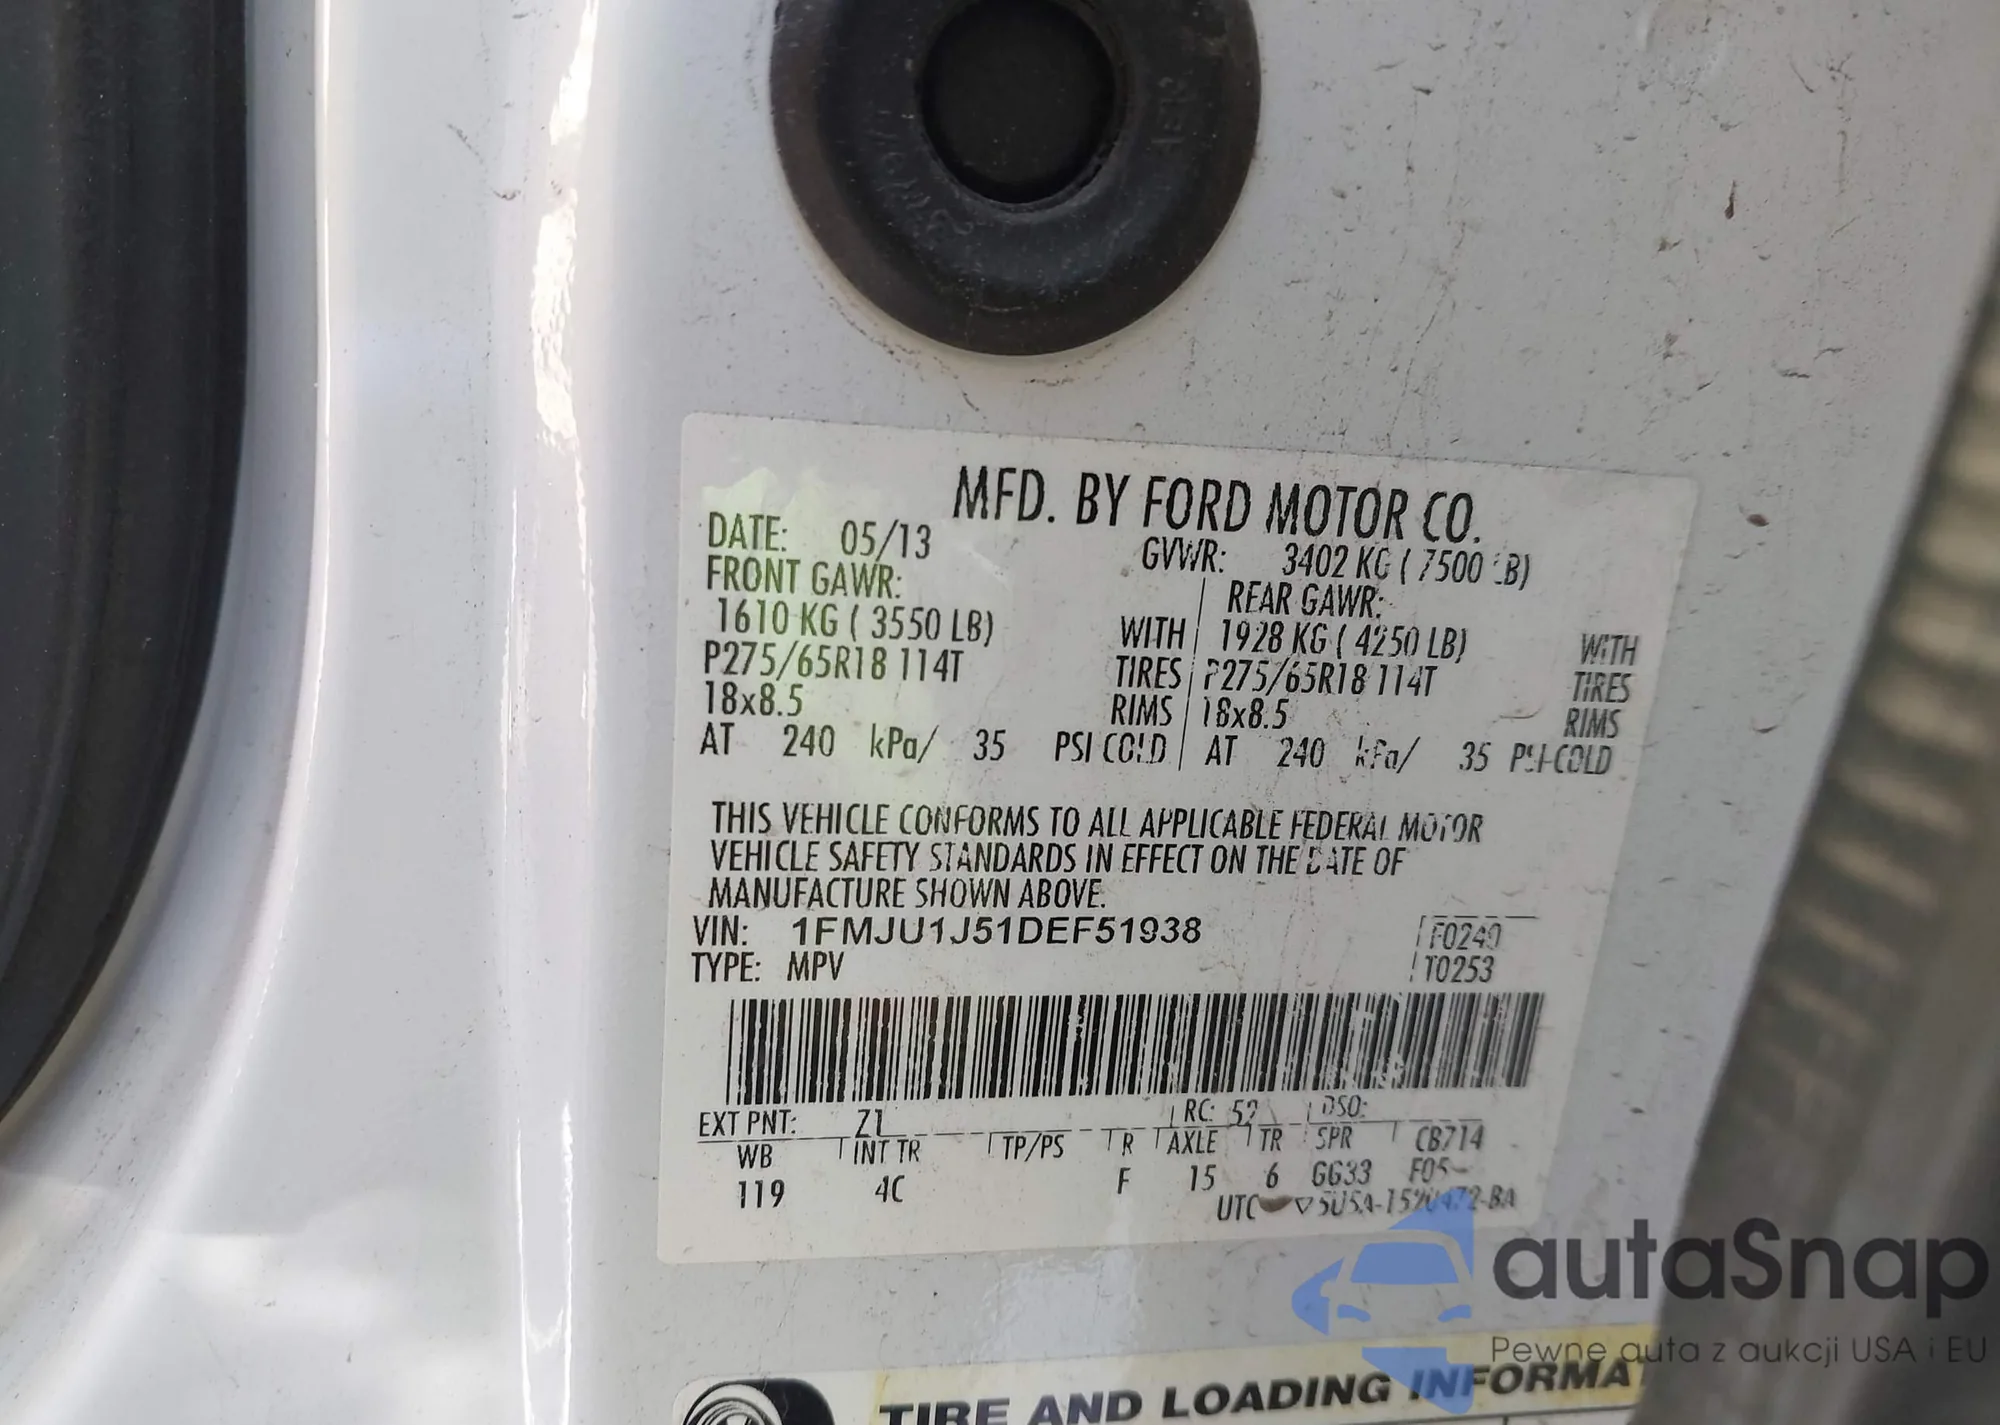 MFD. BY FORD MOTOR CO.
DATE: 05/13 GVWR: 3402 KG ( 7500 LB)
FRONT GAWR: REAR GAWR:
1610 KG ( 3550 LB) WITH 1928 KG ( 4250 LB) WITH
P275/65R18 114T TIRES P275/65R18 114T TIRES
18x8.5 RIMS 18x8.5 RIMS
AT 240 kPa/ 35 PSI COLD AT 240 kPa/ 35 PSI COLD
THIS VEHICLE CONFORMS TO ALL APPLICABLE FEDERAL MOTOR
VEHICLE SAFETY STANDARDS IN EFFECT ON THE DATE OF
MANUFACTURE SHOWN ABOVE.
VIN: 1FMJU1J51DEF51938 F0240
TYPE: MPV T0253
EXT PNT: Z1 RC: 52 DSO:
WB INT TR TP/PS R AXLE TR SPR CB714
119 4C F 15 6 GG33 F05
UTC
autaSnap
Pewne auta z aukcji USA i EU
TIRE AND LOADING INFORMA